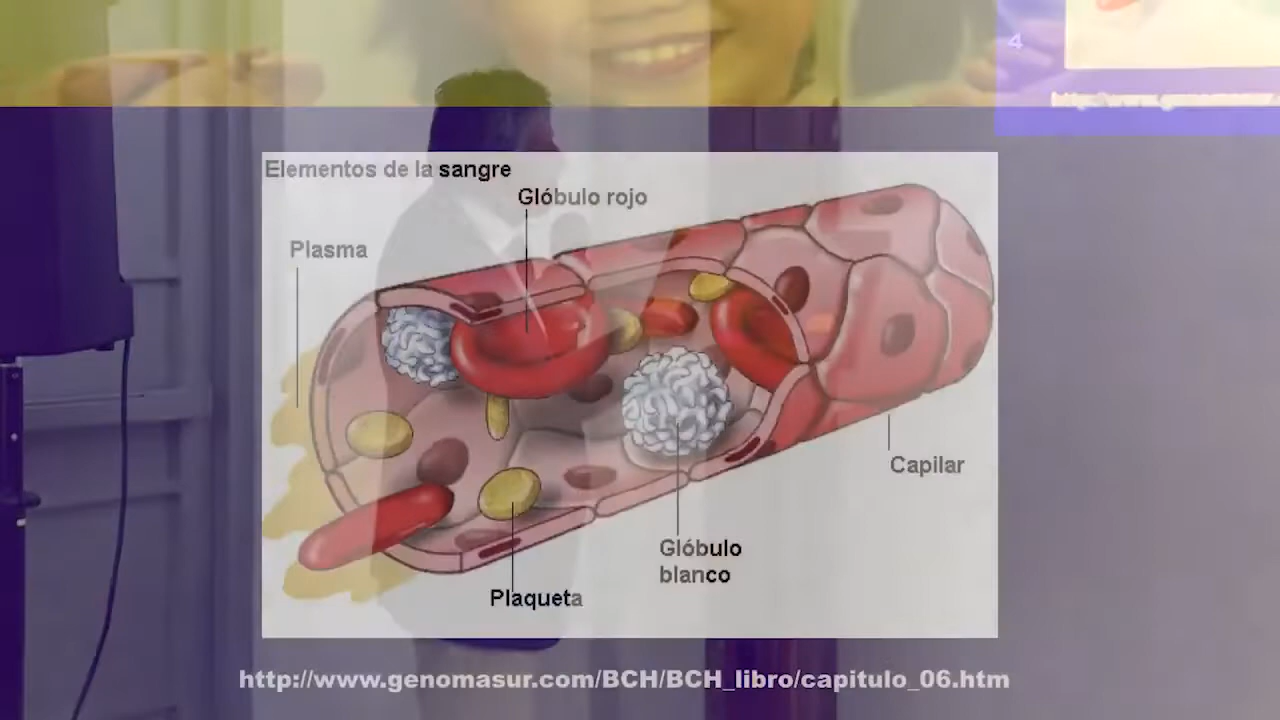 4
Elementos de la sangre
Glóbulo rojo
Plasma
Capilar
Glóbulo
blanco
Plaqueta
http://www.genomasur.com/BCH/BCH_libro/capitulo_06.htm